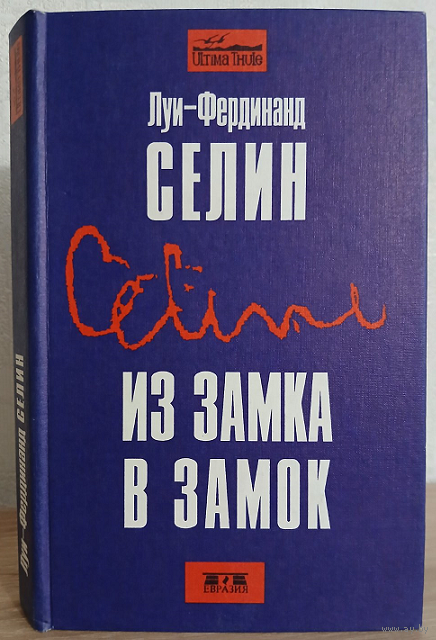 ULTIMA THULE
Луи-Фердинанд
СЕЛИН
Céline
ИЗ ЗАМКА
В ЗАМОК
ЕВРАЗИЯ
Луи-Фердинанд СЕЛИН